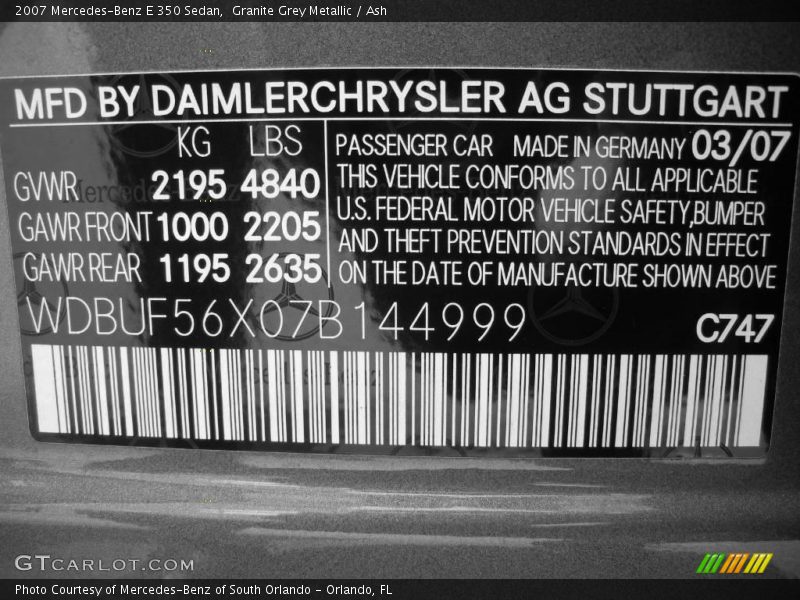 2007 Mercedes-Benz E 350 Sedan,  Granite Grey Metallic / Ash
MFD BY DAIMLERCHRYSLER AG STUTTGART
KG LBS
GVWR 2195 4840
GAWR FRONT 1000 2205
GAWR REAR 1195 2635
PASSENGER CAR MADE IN GERMANY 03/07
THIS VEHICLE CONFORMS TO ALL APPLICABLE
U.S. FEDERAL MOTOR VEHICLE SAFETY,BUMPER
AND THEFT PREVENTION STANDARDS IN EFFECT
ON THE DATE OF MANUFACTURE SHOWN ABOVE
WDBUF56X07B144999
C747
GTCARLOT.COM
Photo Courtesy of Mercedes-Benz of South Orlando - Orlando, FL